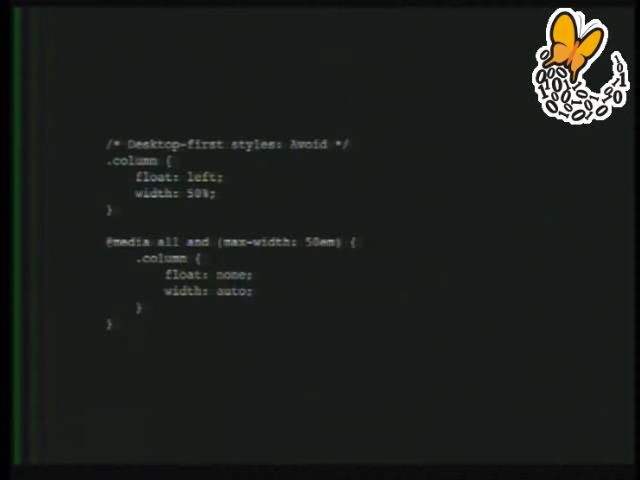 /* Desktop-first styles: Avoid */
.column {
float: left;
width: 50%;
}
@media all and (max-width: 50em) {
.column {
float: none;
width: auto;
}
}